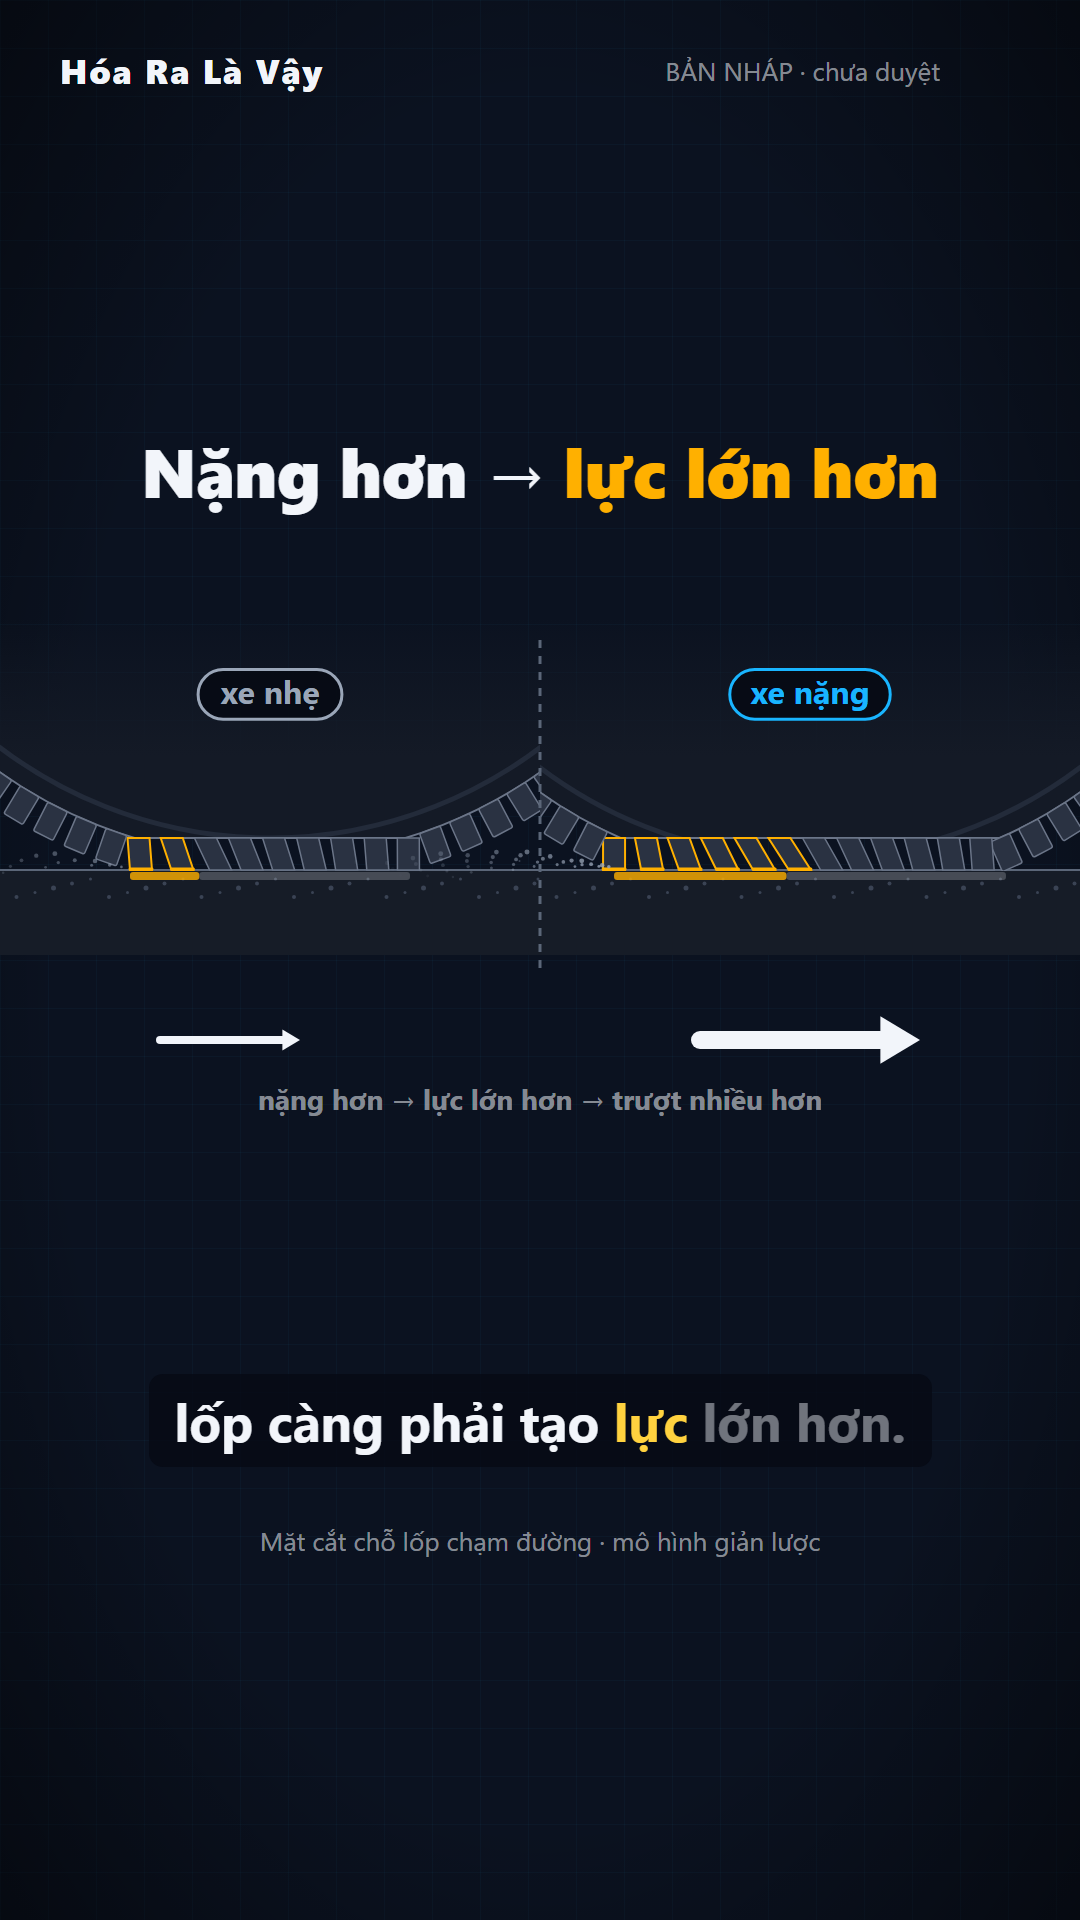 Hóa Ra Là Vậy
BẢN NHÁP · chưa duyệt
Nặng hơn → lực lớn hơn
xe nhẹ
xe nặng
nặng hơn → lực lớn hơn → trượt nhiều hơn
lốp càng phải tạo lực lớn hơn.
Mặt cắt chỗ lốp chạm đường · mô hình giản lược